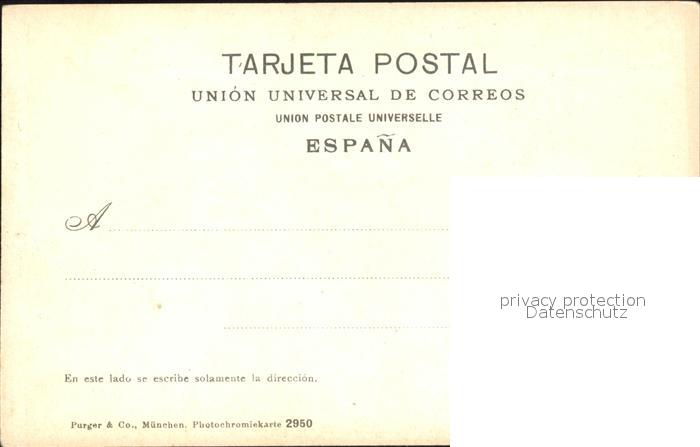 TARJETA POSTAL
UNIÓN UNIVERSAL DE CORREOS
UNION POSTALE UNIVERSELLE
ESPAÑA
A
privacy protection
Datenschutz
En este lado se escribe solamente la dirección.
Purger & Co., München. Photochromiekarte 2950